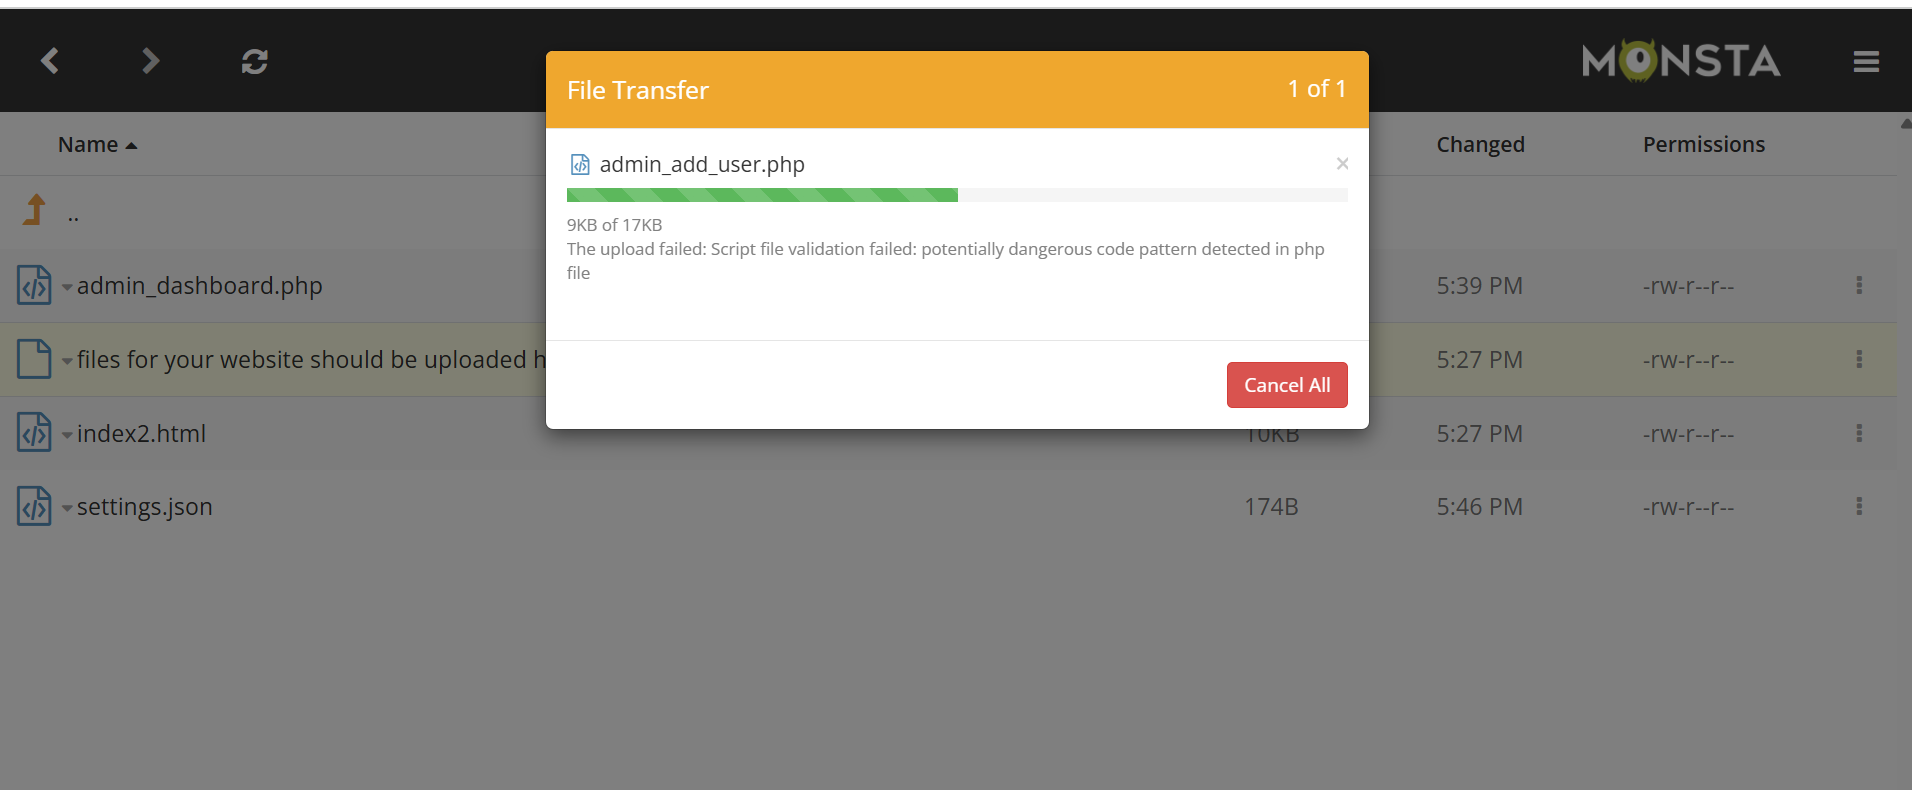 MONSTA
File Transfer 1 of 1
Name Changed Permissions
admin_add_user.php ×
9KB of 17KB
The upload failed: Script file validation failed: potentially dangerous code pattern detected in php
file
..
admin_dashboard.php 5:39 PM -rw-r--r--
files for your website should be uploaded h 5:27 PM -rw-r--r--
Cancel All
index2.html 10KB 5:27 PM -rw-r--r--
settings.json 174B 5:46 PM -rw-r--r--